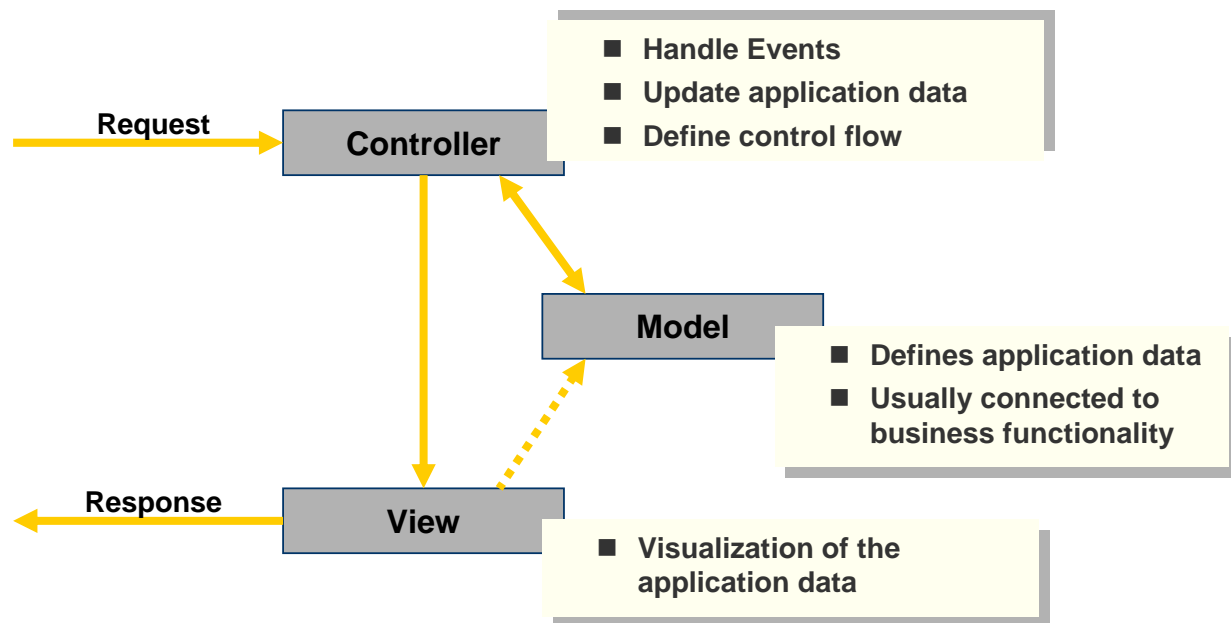 Handle Events
Update application data
Define control flow
Request
Controller
Model
Defines application data
Usually connected to
business functionality
Response
View
Visualization of the
application data